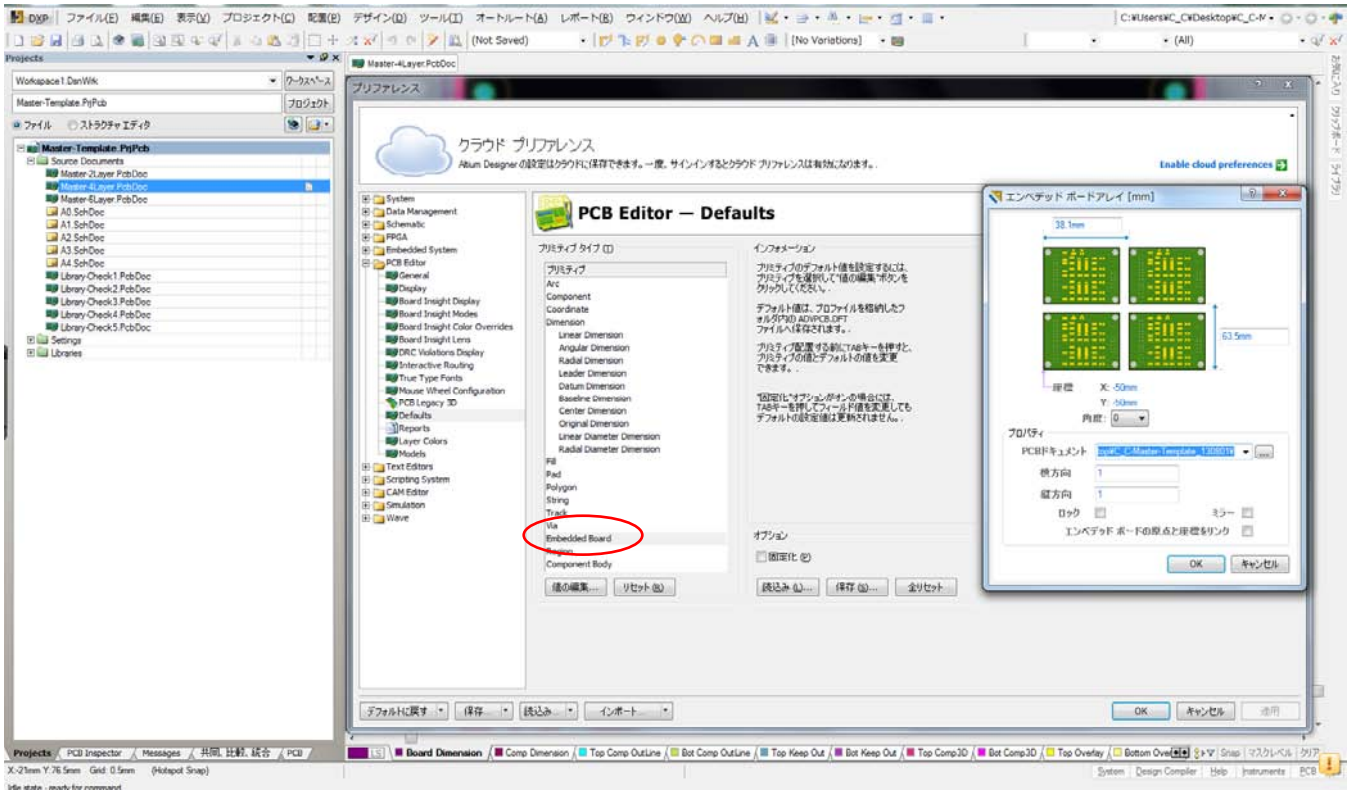 DXP ファイル(F) 編集(E) 表示(V) プロジェクト(C) 配置(P) デザイン(D) ツール(T) オートルート(A) レポート(R) ウィンドウ(W) ヘルプ(H)
(Not Saved) [No Variations] (All)
Projects
Master-4Layer.PcbDoc
Workspace1.DsnWrk ワークスペース
Master-Template.PrjPcb プロジェクト
ファイル ストラクチャ エディタ
Master-Template.PrjPcb
Source Documents
Master-2Layer.PcbDoc
Master-4Layer.PcbDoc
Master-6Layer.PcbDoc
A0.SchDoc
A1.SchDoc
A2.SchDoc
A3.SchDoc
A4.SchDoc
Library-Check1.PcbDoc
Library-Check2.PcbDoc
Library-Check3.PcbDoc
Library-Check4.PcbDoc
Library-Check5.PcbDoc
Settings
Libraries
プリファレンス
クラウド プリファレンス
Altium Designer の設定はクラウドに保存できます。一度、サインインするとクラウド プリファレンスは有効になります。.
Enable cloud preferences
System
Data Management
Schematic
FPGA
Embedded System
PCB Editor
General
Display
Board Insight Display
Board Insight Modes
Board Insight Color Overrides
Board Insight Lens
DRC Violations Display
Interactive Routing
True Type Fonts
Mouse Wheel Configuration
PCB Legacy 3D
Defaults
Reports
Layer Colors
Models
Text Editors
Scripting System
CAM Editor
Simulation
Wave
PCB Editor – Defaults
プリミティブ タイプ (T)
プリミティブ
Arc
Component
Coordinate
Dimension
Linear Dimension
Angular Dimension
Radial Dimension
Leader Dimension
Datum Dimension
Baseline Dimension
Center Dimension
Original Dimension
Linear Diameter Dimension
Radial Diameter Dimension
Fill
Pad
Polygon
String
Track
Via
Embedded Board
Region
Component Body
値の編集... リセット (R)
インフォメーション
プリミティブのデフォルト値を設定するには、
プリミティブを選択して"値の編集"ボタンを
クリックしてください。.
デフォルト値は、プロファイルを格納したフ
ォルダ内の ADVPCB.DFT
ファイルへ保存されます。.
プリミティブ配置する前にTABキーを押すと、
プリミティブの値とデフォルトの値を変更
できます。.
"固定化"オプションがオンの場合には、
TABキーを押してフィールド値を変更しても
デフォルトの設定値は更新されません。.
オプション
固定化 (P)
読込み (L)... 保存 (S)... 全リセット
エンベデッド ボードアレイ [mm]
38.1mm
63.5mm
座標 X: -50mm
Y: -50mm
角度: 0
プロパティ
PCBドキュメント
横方向 1
縦方向 1
ロック ミラー
エンベデッド ボードの原点と座標をリンク
OK キャンセル
デフォルトに戻す 保存... 読込み... インポート...
OK キャンセル 適用
お気に入り クリップボード ライブラリ
Projects PCB Inspector Messages 共同, 比較, 統合 PCB
LS Board Dimension Comp Dimension Top Comp OutLine Bot Comp OutLine Top Keep Out Bot Keep Out Top Comp3D Bot Comp3D Top Overlay Bottom Over Snap マスクレベル クリア
X:-21mm Y:76.5mm Grid: 0.5mm (Hotspot Snap)
System Design Compiler Help Instruments PCB
Idle state - ready for command